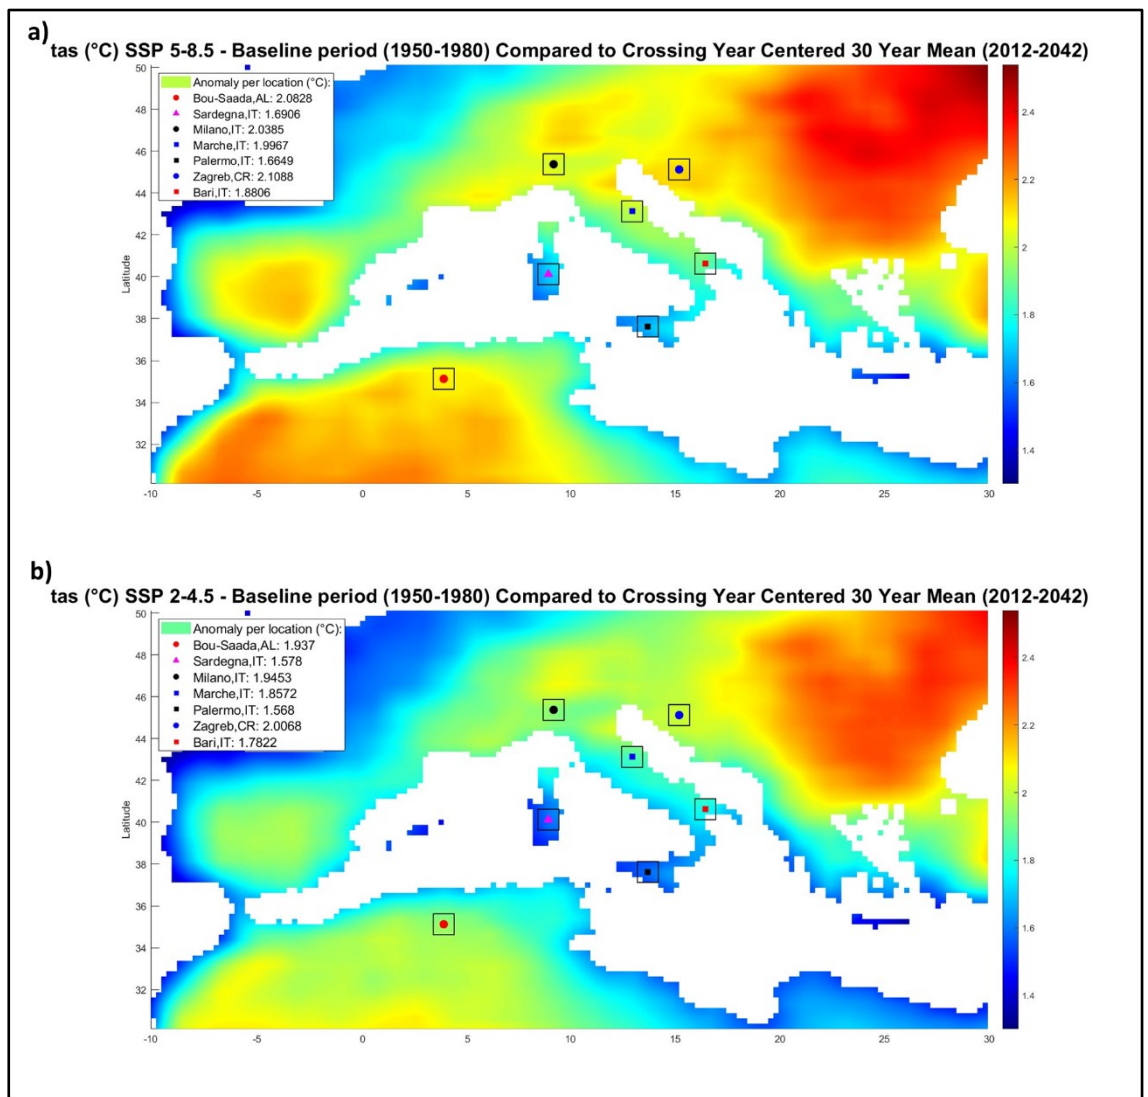 a)
tas (°C) SSP 5-8.5 - Baseline period (1950-1980) Compared to Crossing Year Centered 30 Year Mean (2012-2042)
Anomaly per location (°C):
Bou-Saada,AL: 2.0828
Sardegna,IT: 1.6906
Milano,IT: 2.0385
Marche,IT: 1.9967
Palermo,IT: 1.6649
Zagreb,CR: 2.1088
Bari,IT: 1.8806
50
48
46
44
42
40
38
36
34
32
Latitude
-10 -5 0 5 10 15 20 25 30
2.4
2.2
2
1.8
1.6
1.4
b)
tas (°C) SSP 2-4.5 - Baseline period (1950-1980) Compared to Crossing Year Centered 30 Year Mean (2012-2042)
Anomaly per location (°C):
Bou-Saada,AL: 1.937
Sardegna,IT: 1.578
Milano,IT: 1.9453
Marche,IT: 1.8572
Palermo,IT: 1.568
Zagreb,CR: 2.0068
Bari,IT: 1.7822
50
48
46
44
42
40
38
36
34
32
Latitude
-10 -5 0 5 10 15 20 25 30
2.4
2.2
2
1.8
1.6
1.4